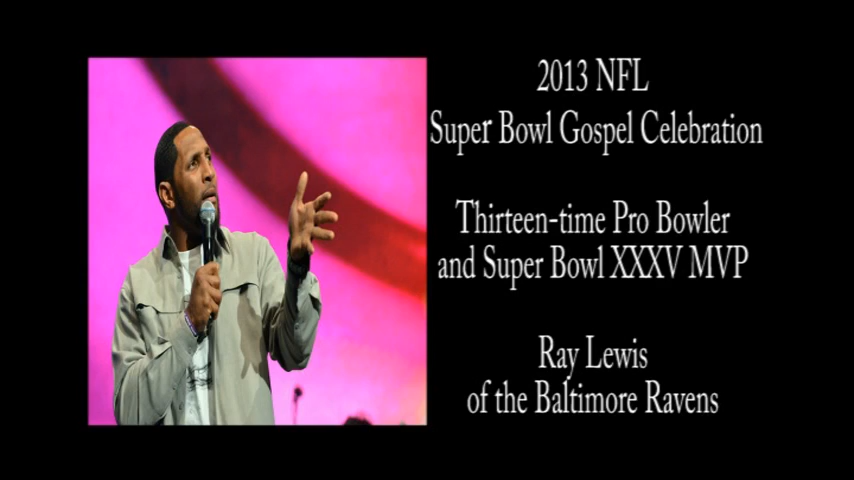 2013 NFL
Super Bowl Gospel Celebration
Thirteen-time Pro Bowler
and Super Bowl XXXV MVP
Ray Lewis
of the Baltimore Ravens